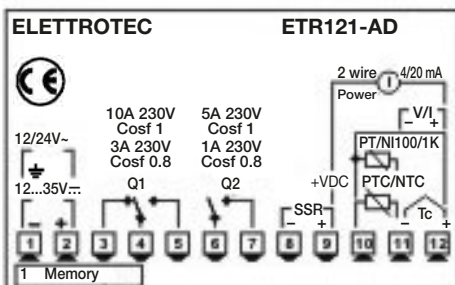 ELETTROTEC ETR121-AD
CE
2 wire I 4/20 mA
Power
V/I
- +
10A 230V 5A 230V
Cosf 1 Cosf 1
3A 230V 1A 230V
Cosf 0.8 Cosf 0.8
12/24V~
12...35V
Q1 Q2
PT/NI100/1K
PTC/NTC
+VDC
SSR
- +
Tc
- +
- +
1 2 3 4 5 6 7 8 9 10 11 12
1 Memory